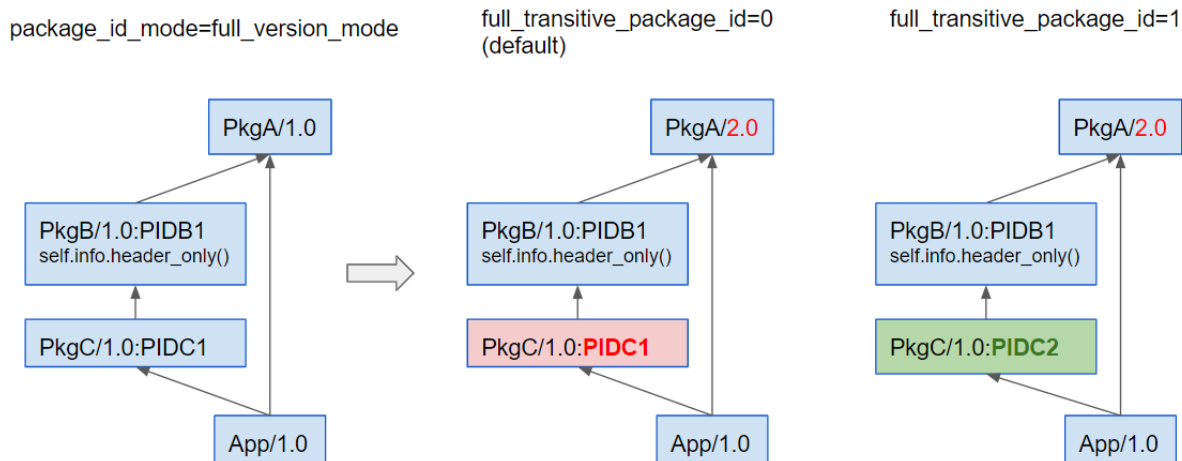 package_id_mode=full_version_mode
full_transitive_package_id=0
(default)
full_transitive_package_id=1
PkgA/1.0
PkgB/1.0:PIDB1
self.info.header_only()
PkgC/1.0:PIDC1
App/1.0
PkgA/2.0
PkgB/1.0:PIDB1
self.info.header_only()
PkgC/1.0:PIDC1
App/1.0
PkgA/2.0
PkgB/1.0:PIDB1
self.info.header_only()
PkgC/1.0:PIDC2
App/1.0